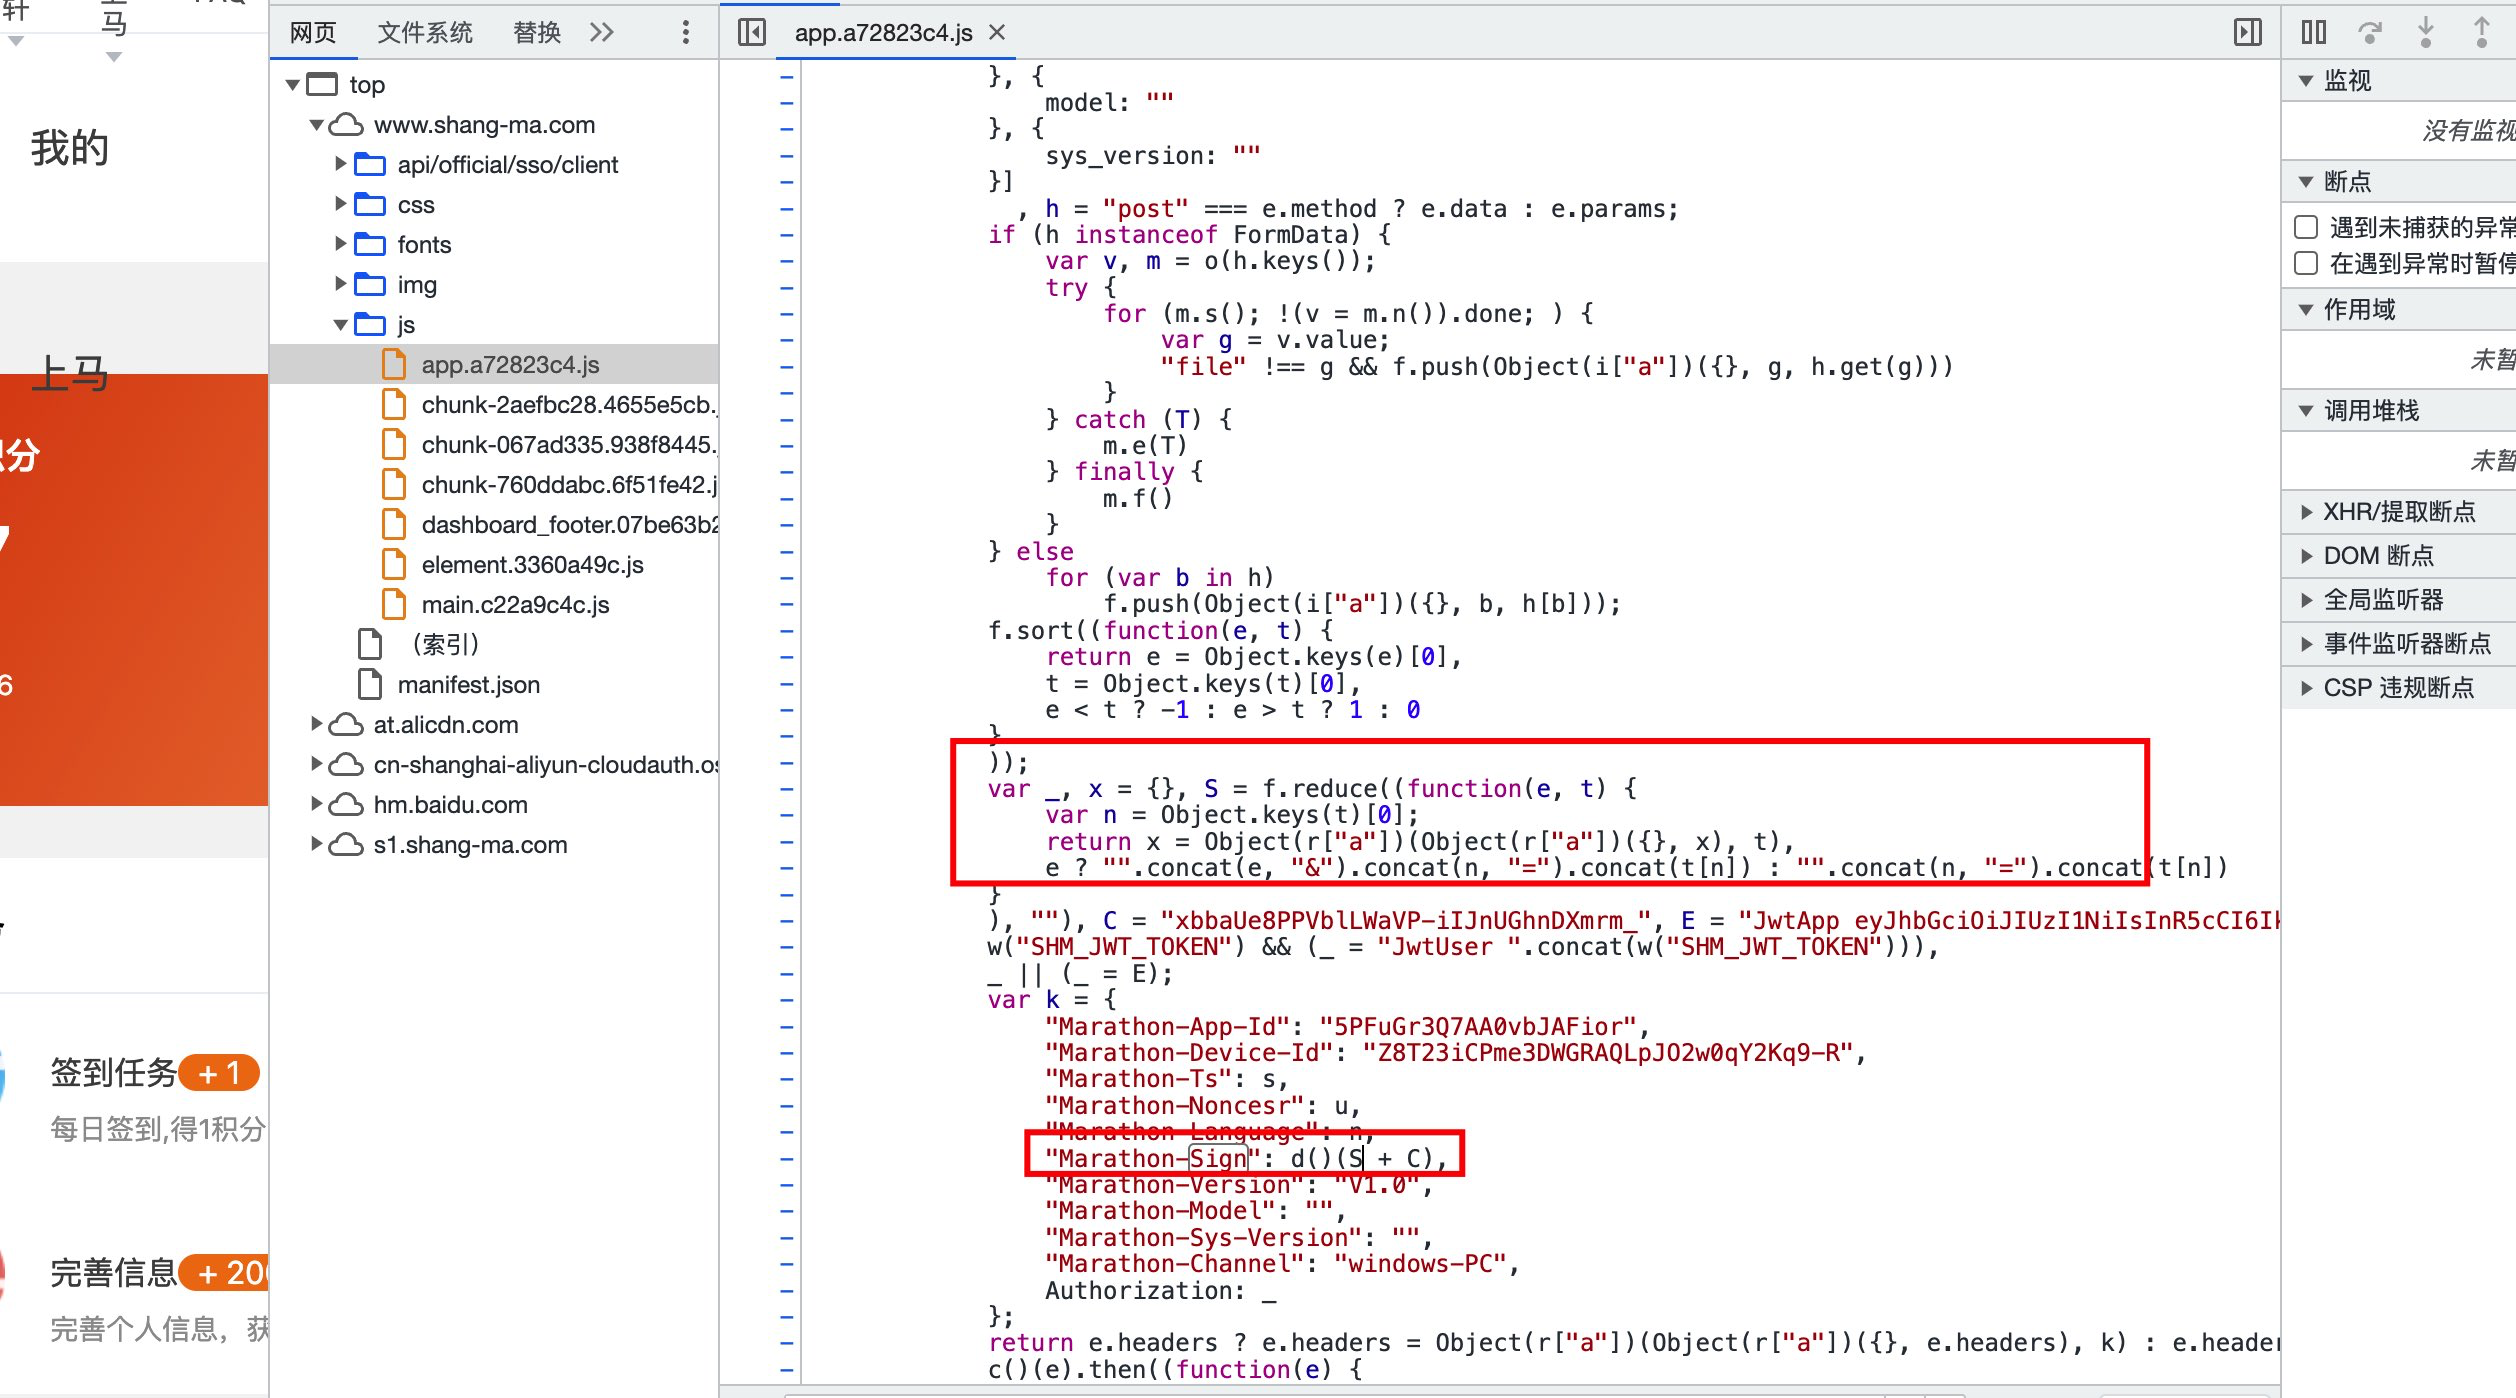 轩
上
马
FAQ
我的
上马
积分
7
6
签到任务 +1
每日签到,得1积分
完善信息 +200
完善个人信息，获
网页 文件系统 替换
top
www.shang-ma.com
api/official/sso/client
css
fonts
img
js
app.a72823c4.js
chunk-2aefbc28.4655e5cb.
chunk-067ad335.938f8445.
chunk-760ddabc.6f51fe42.j
dashboard_footer.07be63b2
element.3360a49c.js
main.c22a9c4c.js
（索引）
manifest.json
at.alicdn.com
cn-shanghai-aliyun-cloudauth.os
hm.baidu.com
s1.shang-ma.com
app.a72823c4.js
}, {
model: ""
}, {
sys_version: ""
}]
, h = "post" === e.method ? e.data : e.params;
if (h instanceof FormData) {
var v, m = o(h.keys());
try {
for (m.s(); !(v = m.n()).done; ) {
var g = v.value;
"file" !== g && f.push(Object(i["a"])({}, g, h.get(g)))
}
} catch (T) {
m.e(T)
} finally {
m.f()
}
} else
for (var b in h)
f.push(Object(i["a"])({}, b, h[b]));
f.sort((function(e, t) {
return e = Object.keys(e)[0],
t = Object.keys(t)[0],
e < t ? -1 : e > t ? 1 : 0
}
));
var _, x = {}, S = f.reduce((function(e, t) {
var n = Object.keys(t)[0];
return x = Object(r["a"])(Object(r["a"])({}, x), t),
e ? "".concat(e, "&").concat(n, "=").concat(t[n]) : "".concat(n, "=").concat(t[n])
}
), ""), C = "xbbaUe8PPVblLWaVP-iIJnUGhnDXmrm_", E = "JwtApp eyJhbGciOiJIUzI1NiIsInR5cCI6Ik
w("SHM_JWT_TOKEN") && (_ = "JwtUser ".concat(w("SHM_JWT_TOKEN"))),
_ || (_ = E);
var k = {
"Marathon-App-Id": "5PFuGr3Q7AA0vbJAFior",
"Marathon-Device-Id": "Z8T23iCPme3DWGRAQLpJO2w0qY2Kq9-R",
"Marathon-Ts": s,
"Marathon-Noncesr": u,
"Marathon-Language": n,
"Marathon-Sign": d()(S + C),
"Marathon-Version": "V1.0",
"Marathon-Model": "",
"Marathon-Sys-Version": "",
"Marathon-Channel": "windows-PC",
Authorization: _
};
return e.headers ? e.headers = Object(r["a"])(Object(r["a"])({}, e.headers), k) : e.header
c()(e).then((function(e) {
监视
没有监视
断点
遇到未捕获的异常
在遇到异常时暂停
作用域
未暂
调用堆栈
未暂
XHR/提取断点
DOM 断点
全局监听器
事件监听器断点
CSP 违规断点